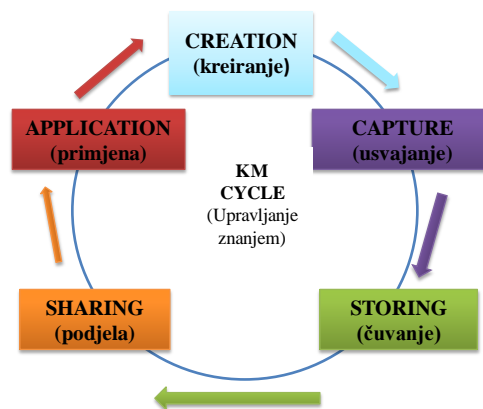 CREATION
(kreiranje)
APPLICATION
(primjena)
CAPTURE
(usvajanje)
KM
CYCLE
(Upravljanje
znanjem)
SHARING
(podjela)
STORING
(čuvanje)